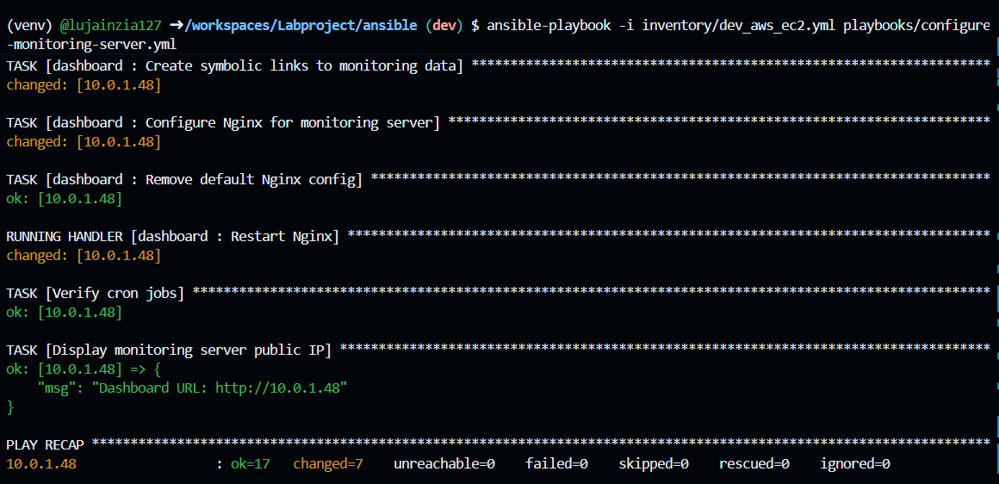 (venv) @lujainzia127 ➜/workspaces/Labproject/ansible (dev) $ ansible-playbook -i inventory/dev_aws_ec2.yml playbooks/configure
-monitoring-server.yml
TASK [dashboard : Create symbolic links to monitoring data] *******************************************************************
changed: [10.0.1.48]
TASK [dashboard : Configure Nginx for monitoring server] **********************************************************************
changed: [10.0.1.48]
TASK [dashboard : Remove default Nginx config] ********************************************************************************
ok: [10.0.1.48]
RUNNING HANDLER [dashboard : Restart Nginx] ***********************************************************************************
changed: [10.0.1.48]
TASK [Verify cron jobs] *******************************************************************************************************
ok: [10.0.1.48]
TASK [Display monitoring server public IP] ************************************************************************************
ok: [10.0.1.48] => {
    "msg": "Dashboard URL: http://10.0.1.48"
}
PLAY RECAP ********************************************************************************************************************
10.0.1.48                  : ok=17   changed=7    unreachable=0    failed=0    skipped=0    rescued=0    ignored=0